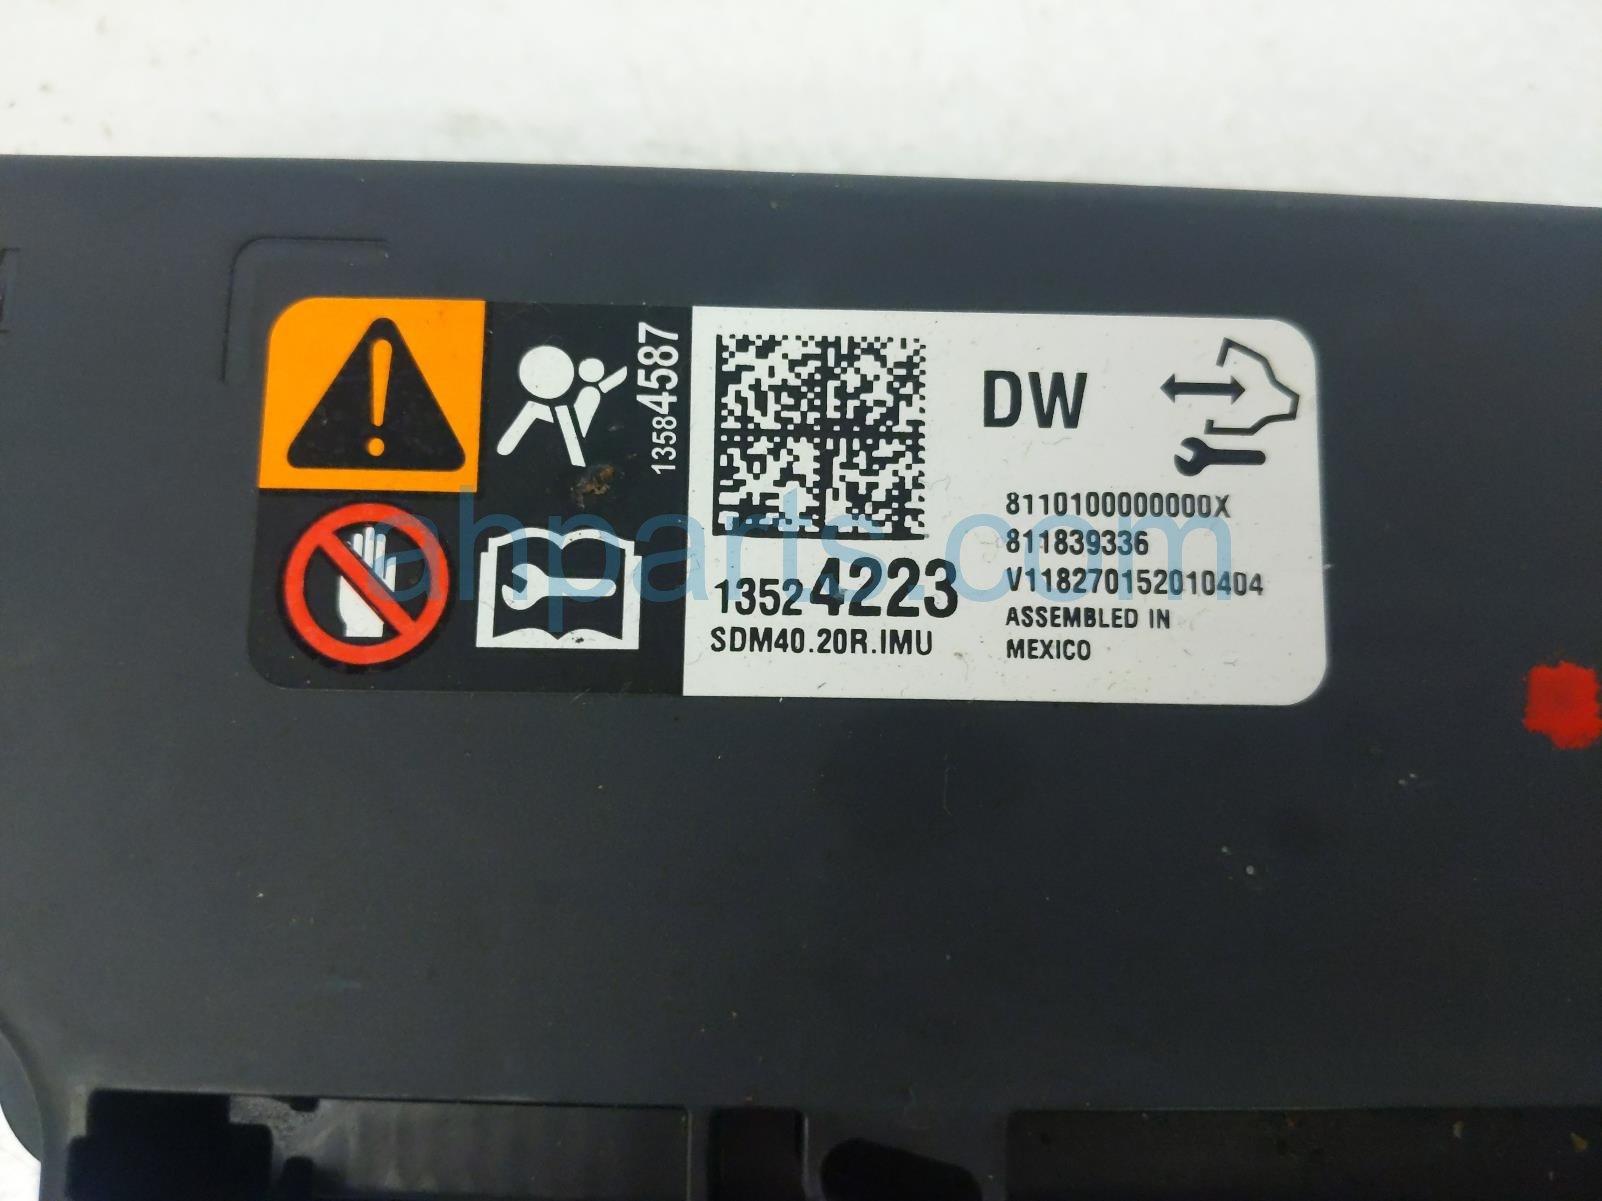 13584587
DW
8110100000000X
811839336
V118270152010404
ASSEMBLED IN
MEXICO
13524223
SDM40.20R.IMU
ahparts.com